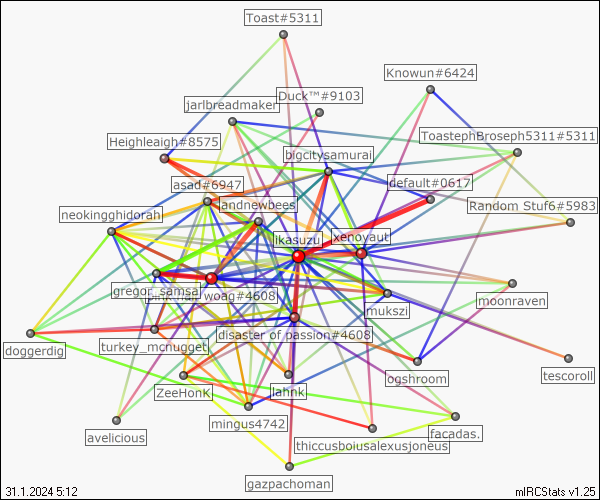 Toast#5311
Knowun#6424
Duck™#9103
jarlbreadmaker
ToastephBroseph5311#5311
Heighleaigh#8575
bigcitysamurai
asad#6947
default#0617
andnewbees
Random Stuf6#5983
neokingghidorah
ikasuzu
xenoyaut
gregor_samsa
woag#4608
moonraven
mukszi
disaster of passion#4608
doggerdig
turkey_mcnugget
ogshroom
tescoroll
ZeeHonK
lahnk
mingus4742
facadas.
avelicious
thiccusboiusalexusjoneus
gazpachoman
31.1.2024 5:12
mIRCStats v1.25